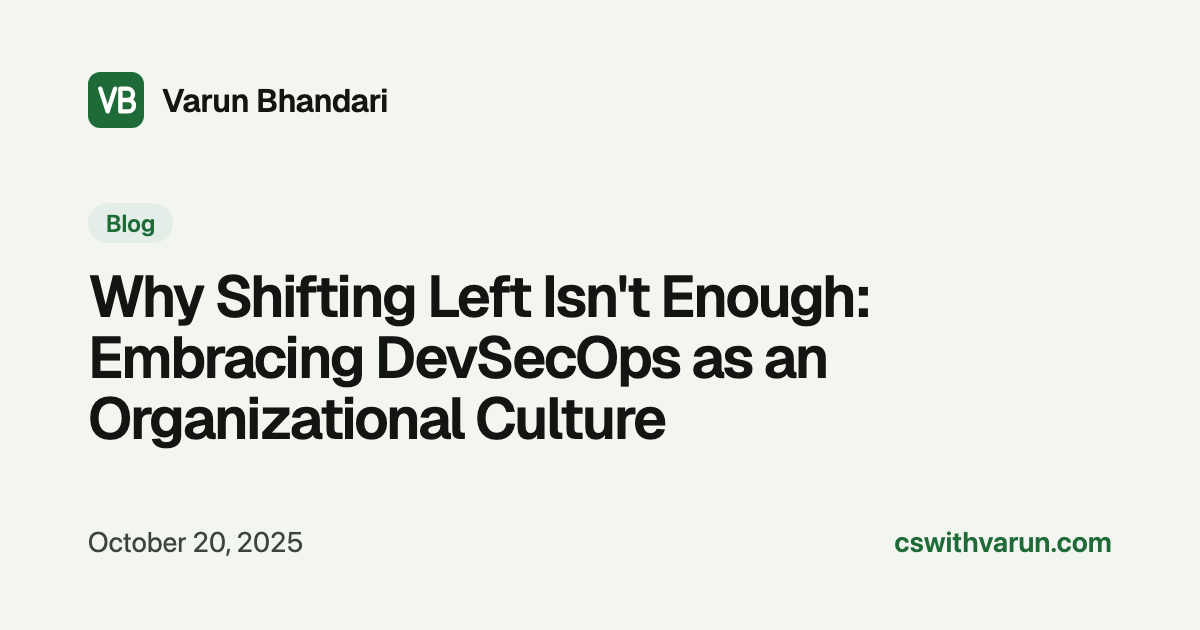 VB
Varun Bhandari
Blog
Why Shifting Left Isn't Enough:
Embracing DevSecOps as an
Organizational Culture
October 20, 2025
cswithvarun.com